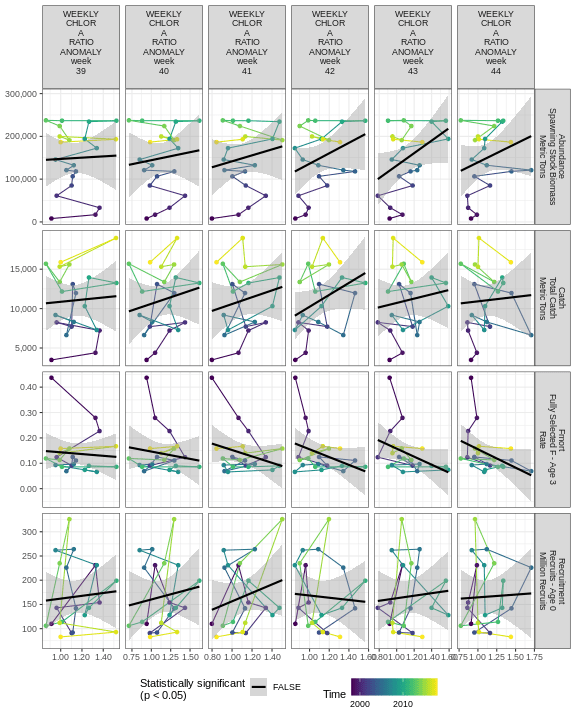 WEEKLY CHLOR A RATIO ANOMALY week 39
WEEKLY CHLOR A RATIO ANOMALY week 40
WEEKLY CHLOR A RATIO ANOMALY week 41
WEEKLY CHLOR A RATIO ANOMALY week 42
WEEKLY CHLOR A RATIO ANOMALY week 43
WEEKLY CHLOR A RATIO ANOMALY week 44
300,000
200,000
100,000
0
Abundance
Spawning Stock Biomass
Metric Tons
15,000
10,000
5,000
Catch
Total Catch
Metric Tons
0.40
0.30
0.20
0.10
0.00
Fmort
Fully Selected F - Age 3
Rate
300
250
200
150
100
Recruitment
Recruits - Age 0
Million Recruits
1.00 1.20 1.40
0.75 1.00 1.25 1.50
0.80 1.00 1.20 1.40
0.80 1.00 1.20 1.40 1.60
0.80 1.00 1.20 1.40 1.60
0.75 1.00 1.25 1.50 1.75
Statistically significant
(p < 0.05)
FALSE
Time
2000 2010